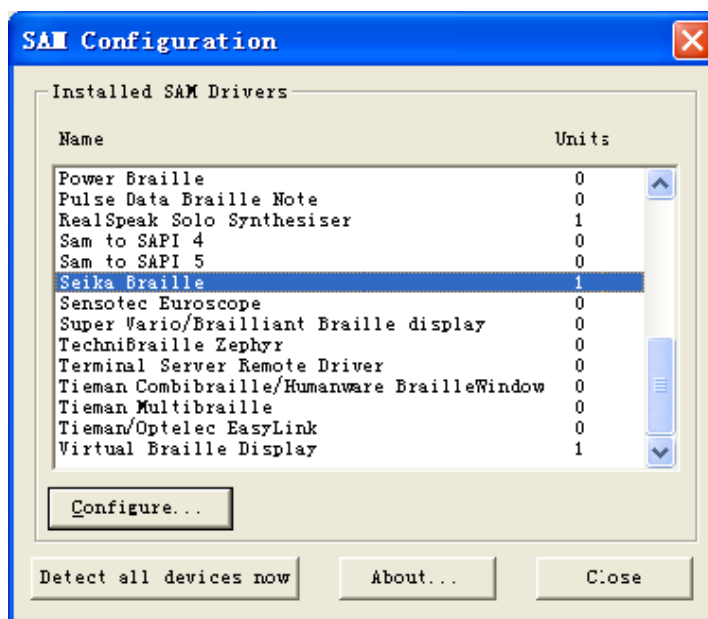 SAM Configuration
Installed SAM Drivers
Name Units
Power Braille 0
Pulse Data Braille Note 0
RealSpeak Solo Synthesiser 1
Sam to SAPI 4 0
Sam to SAPI 5 0
Seika Braille 1
Sensotec Euroscope 0
Super Vario/Brailliant Braille display 0
TechniBraille Zephyr 0
Terminal Server Remote Driver 0
Tieman Combibraille/Humanware BrailleWindow 0
Tieman Multibraille 0
Tieman/Optelec EasyLink 0
Virtual Braille Display 1
Configure...
Detect all devices now About... Close